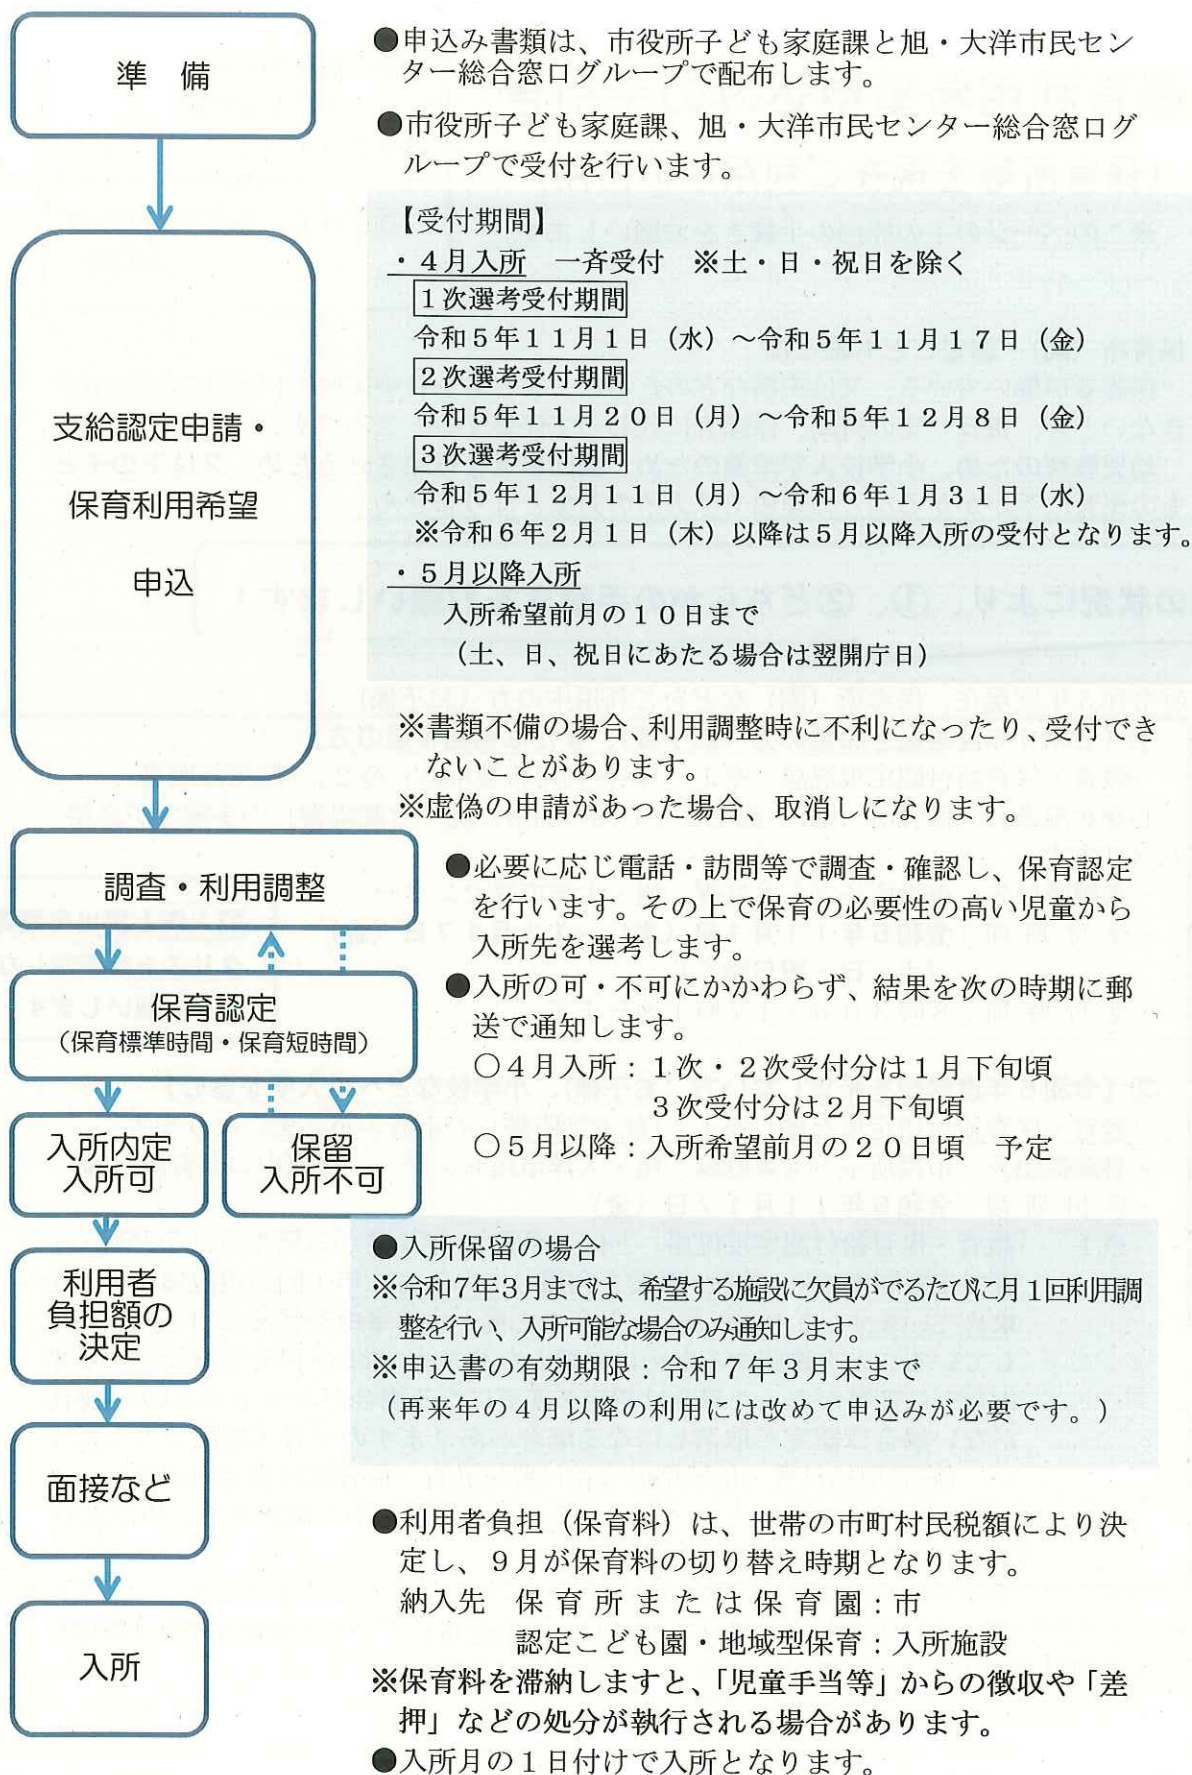 準　備
●申込み書類は、市役所子ども家庭課と旭・大洋市民セン
ター総合窓口グループで配布します。
●市役所子ども家庭課、旭・大洋市民センター総合窓口グ
ループで受付を行います。
支給認定申請・
保育利用希望
申込
【受付期間】
・４月入所　一斉受付　※土・日・祝日を除く
１次選考受付期間
令和５年１１月１日（水）～令和５年１１月１７日（金）
２次選考受付期間
令和５年１１月２０日（月）～令和５年１２月８日（金）
３次選考受付期間
令和５年１２月１１日（月）～令和６年１月３１日（水）
※令和６年２月１日（木）以降は５月以降入所の受付となります。
・５月以降入所
入所希望前月の１０日まで
（土、日、祝日にあたる場合は翌開庁日）
※書類不備の場合、利用調整時に不利になったり、受付でき
ないことがあります。
※虚偽の申請があった場合、取消しになります。
調査・利用調整
●必要に応じ電話・訪問等で調査・確認し、保育認定
を行います。その上で保育の必要性の高い児童から
入所先を選考します。
保育認定
（保育標準時間・保育短時間）
●入所の可・不可にかかわらず、結果を次の時期に郵
送で通知します。
○４月入所：１次・２次受付分は１月下旬頃
３次受付分は２月下旬頃
○５月以降：入所希望前月の２０日頃　予定
入所内定
入所可
保留
入所不可
●入所保留の場合
※令和７年３月までは、希望する施設に欠員がでるたびに月１回利用調
整を行い、入所可能な場合のみ通知します。
※申込書の有効期限：令和７年３月末まで
（再来年の４月以降の利用には改めて申込みが必要です。）
利用者
負担額の
決定
面接など
●利用者負担（保育料）は、世帯の市町村民税額により決
定し、９月が保育料の切り替え時期となります。
納入先　保育所または保育園：市
認定こども園・地域型保育：入所施設
※保育料を滞納しますと、「児童手当等」からの徴収や「差
押」などの処分が執行される場合があります。
入所
●入所月の１日付けで入所となります。